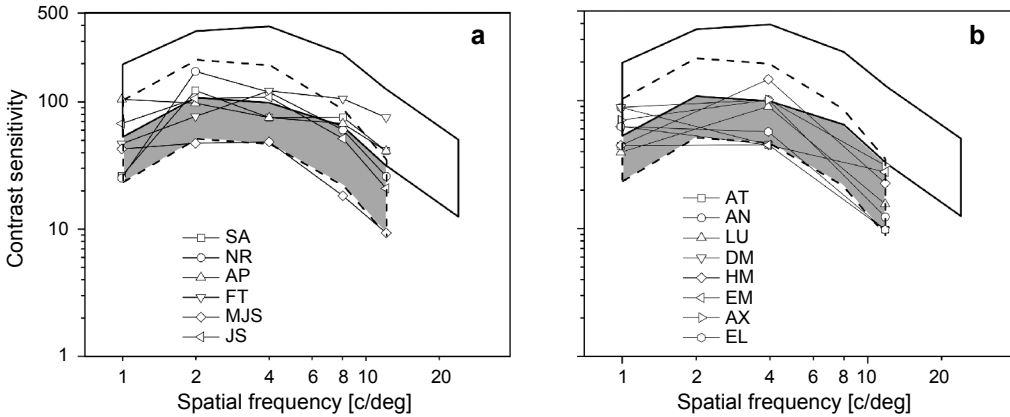 500
100
10
1
Contrast sensitivity
a
SA
NR
AP
FT
MJS
JS
1 2 4 6 8 10 20
Spatial frequency [c/deg]
b
AT
AN
LU
DM
HM
EM
AX
EL
1 2 4 6 8 10 20
Spatial frequency [c/deg]